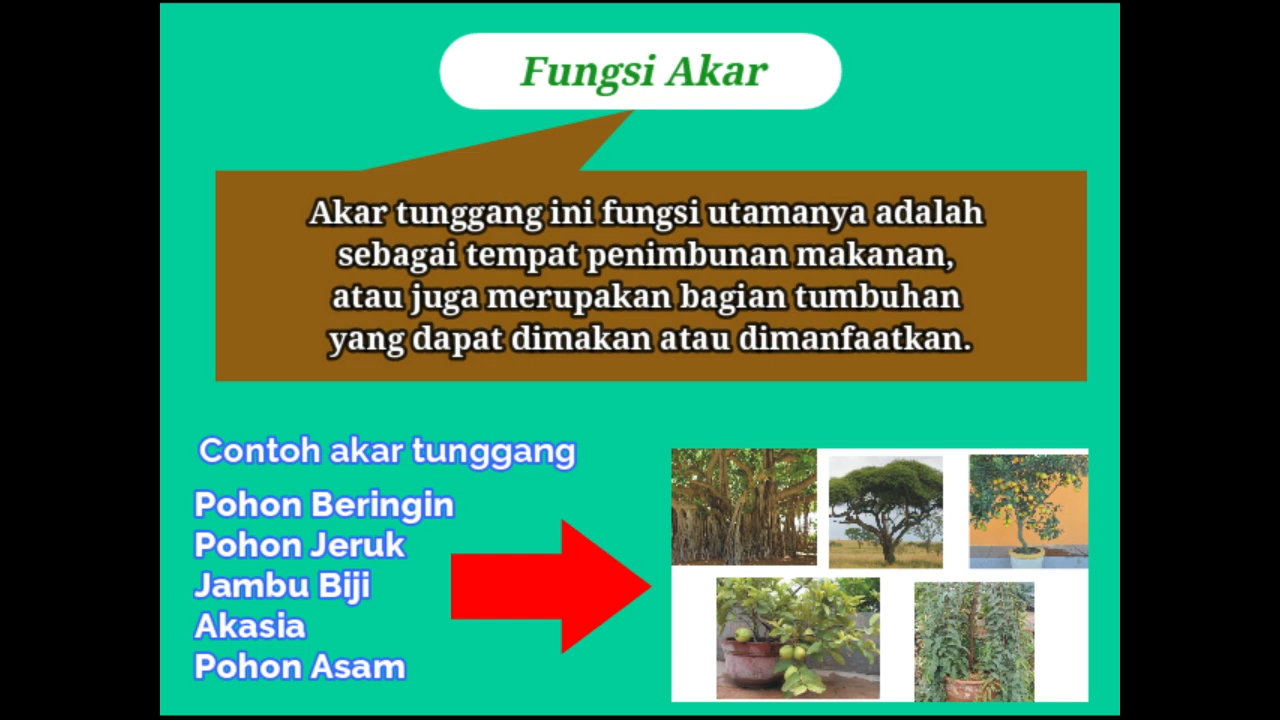 Fungsi Akar
Akar tunggang ini fungsi utamanya adalah
sebagai tempat penimbunan makanan,
atau juga merupakan bagian tumbuhan
yang dapat dimakan atau dimanfaatkan.
Contoh akar tunggang
Pohon Beringin
Pohon Jeruk
Jambu Biji
Akasia
Pohon Asam